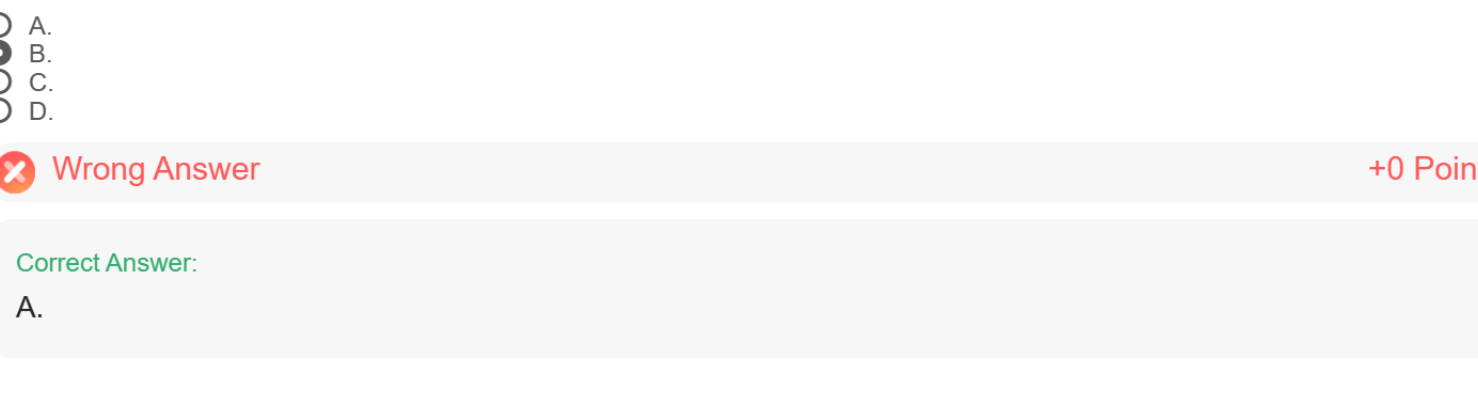 A.
B.
C.
D.
Wrong Answer +0 Poin
Correct Answer:
A.